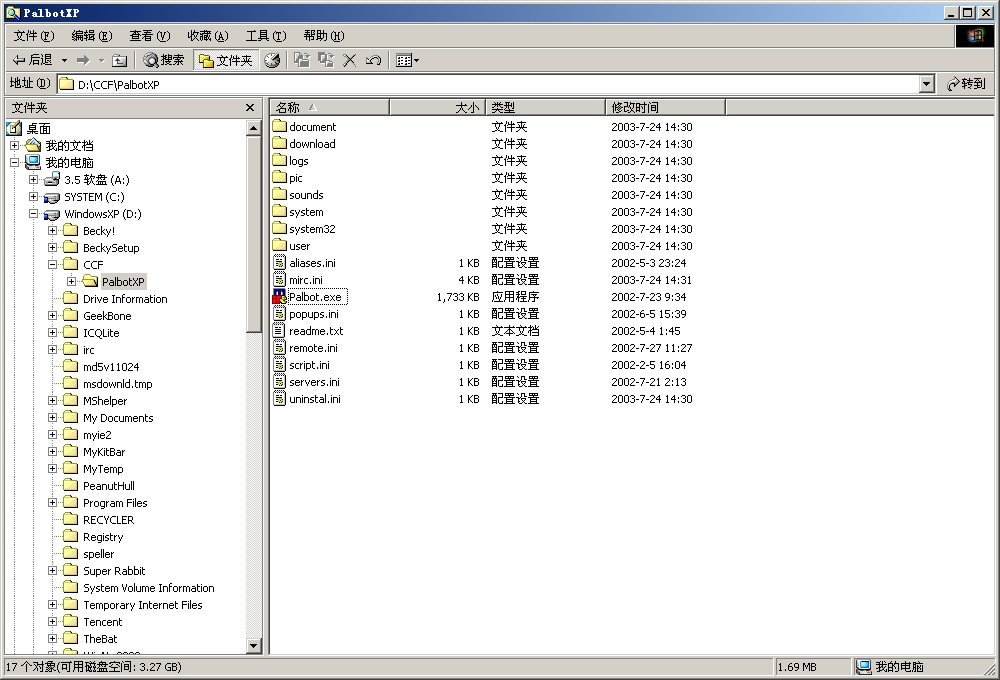 PalbotXP
文件(F) 编辑(E) 查看(V) 收藏(A) 工具(T) 帮助(H)
后退 搜索 文件夹
地址(D) D:\CCF\PalbotXP 转到
文件夹
桌面
我的文档
我的电脑
3.5 软盘 (A:)
SYSTEM (C:)
WindowsXP (D:)
Becky!
BeckySetup
CCF
PalbotXP
Drive Information
GeekBone
ICQLite
irc
md5v11024
msdownld.tmp
MShelper
My Documents
myie2
MyKitBar
MyTemp
PeanutHull
Program Files
RECYCLER
Registry
speller
Super Rabbit
System Volume Information
Temporary Internet Files
Tencent
TheBat
名称 大小 类型 修改时间
document 文件夹 2003-7-24 14:30
download 文件夹 2003-7-24 14:30
logs 文件夹 2003-7-24 14:30
pic 文件夹 2003-7-24 14:30
sounds 文件夹 2003-7-24 14:30
system 文件夹 2003-7-24 14:30
system32 文件夹 2003-7-24 14:30
user 文件夹 2003-7-24 14:30
aliases.ini 1 KB 配置设置 2002-5-3 23:24
mirc.ini 4 KB 配置设置 2003-7-24 14:31
Palbot.exe 1,733 KB 应用程序 2002-7-23 9:34
popups.ini 1 KB 配置设置 2002-6-5 15:39
readme.txt 1 KB 文本文档 2002-5-4 1:45
remote.ini 1 KB 配置设置 2002-7-27 11:27
script.ini 1 KB 配置设置 2002-2-5 16:04
servers.ini 1 KB 配置设置 2002-7-21 2:13
uninstal.ini 1 KB 配置设置 2003-7-24 14:30
17 个对象(可用磁盘空间: 3.27 GB) 1.69 MB 我的电脑